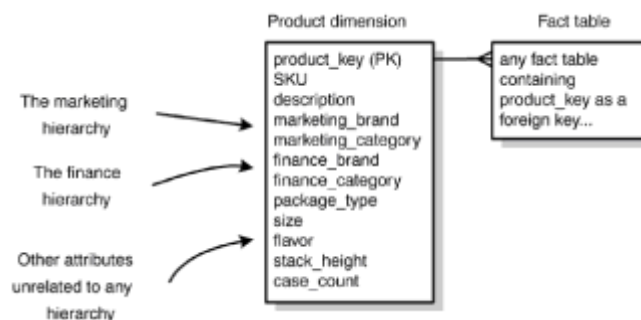 Product dimension
Fact table
product_key (PK)
SKU
description
marketing_brand
marketing_category
finance_brand
finance_category
package_type
size
flavor
stack_height
case_count
any fact table
containing
product_key as a
foreign key...
The marketing
hierarchy
The finance
hierarchy
Other attributes
unrelated to any
hierarchy